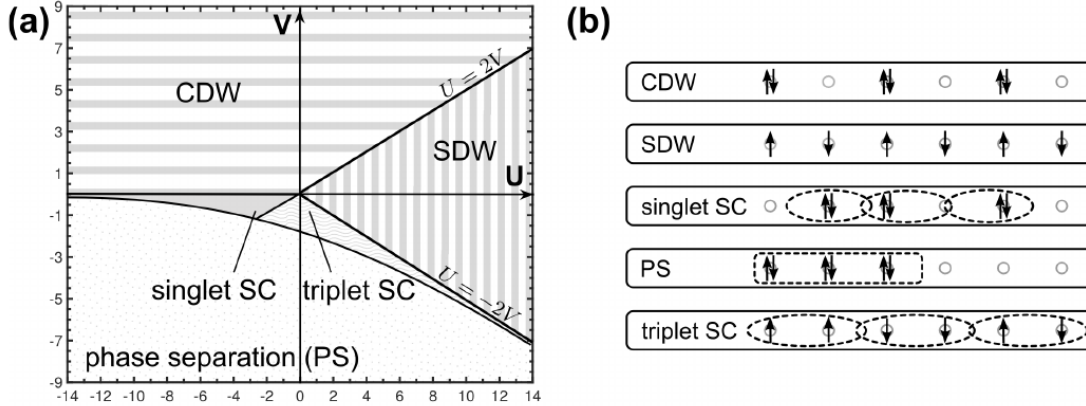 (a)
V
9
7
5
3
1
-1
-3
-5
-7
-9
CDW
U = 2V
SDW
U
singlet SC
triplet SC
U = -2V
phase separation (PS)
-14 -12 -10 -8 -6 -4 -2 0 2 4 6 8 10 12 14
(b)
CDW
SDW
singlet SC
PS
triplet SC